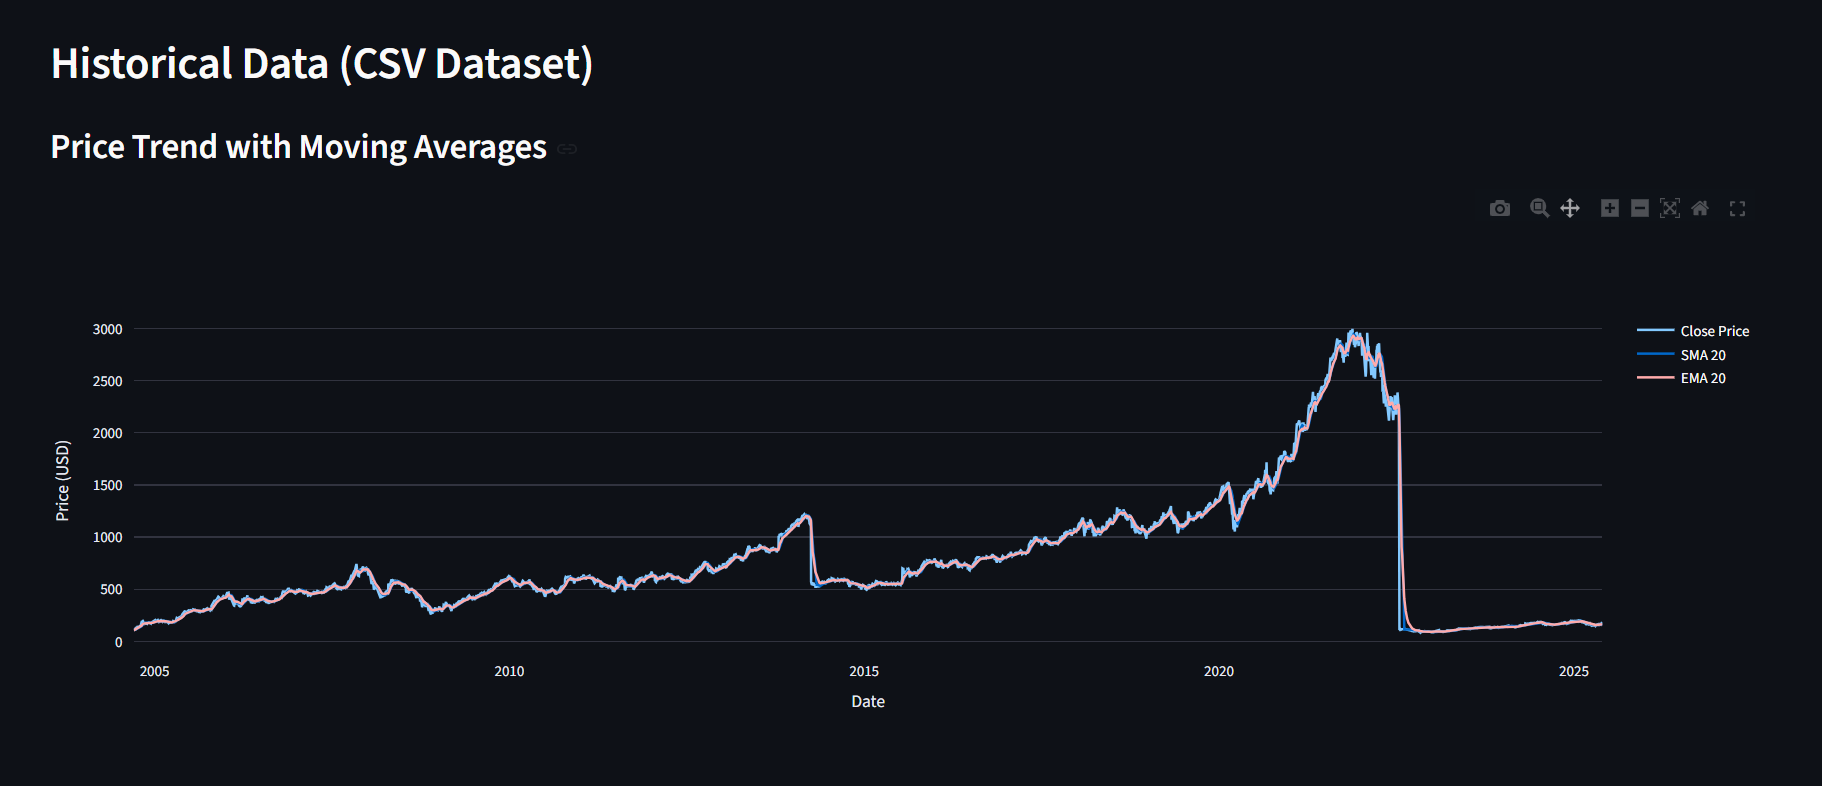 Historical Data (CSV Dataset)
Price Trend with Moving Averages
3000
2500
2000
1500
1000
500
0
Price (USD)
2005
2010
2015
2020
2025
Date
Close Price
SMA 20
EMA 20